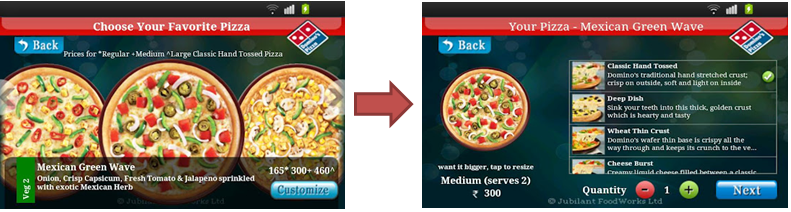 Choose Your Favorite Pizza
Back
Domino's
Pizza
Prices for *Regular +Medium ^Large Classic Hand Tossed Pizza
Veg 2
Mexican Green Wave
165* 300+ 460^
Onion, Crisp Capsicum, Fresh Tomato & Jalapeno sprinkled
with exotic Mexican Herb
Customize
© Jubilant FoodWorks Ltd
Your Pizza - Mexican Green Wave
Back
Domino's
Pizza
Classic Hand Tossed
Domino's traditional hand stretched crust;
crisp on outside, soft and light on inside
Deep Dish
Sink your teeth into this thick, golden crust
which is hearty and tasty
Wheat Thin Crust
Domino's wafer thin base is crispy all the
way through and keeps its crunch to the ve...
Cheese Burst
Creamy liquid cheese filled between a classic
want it bigger, tap to resize
Medium (serves 2)
₹ 300
Quantity - 1 +
Next
© Jubilant FoodWorks Ltd